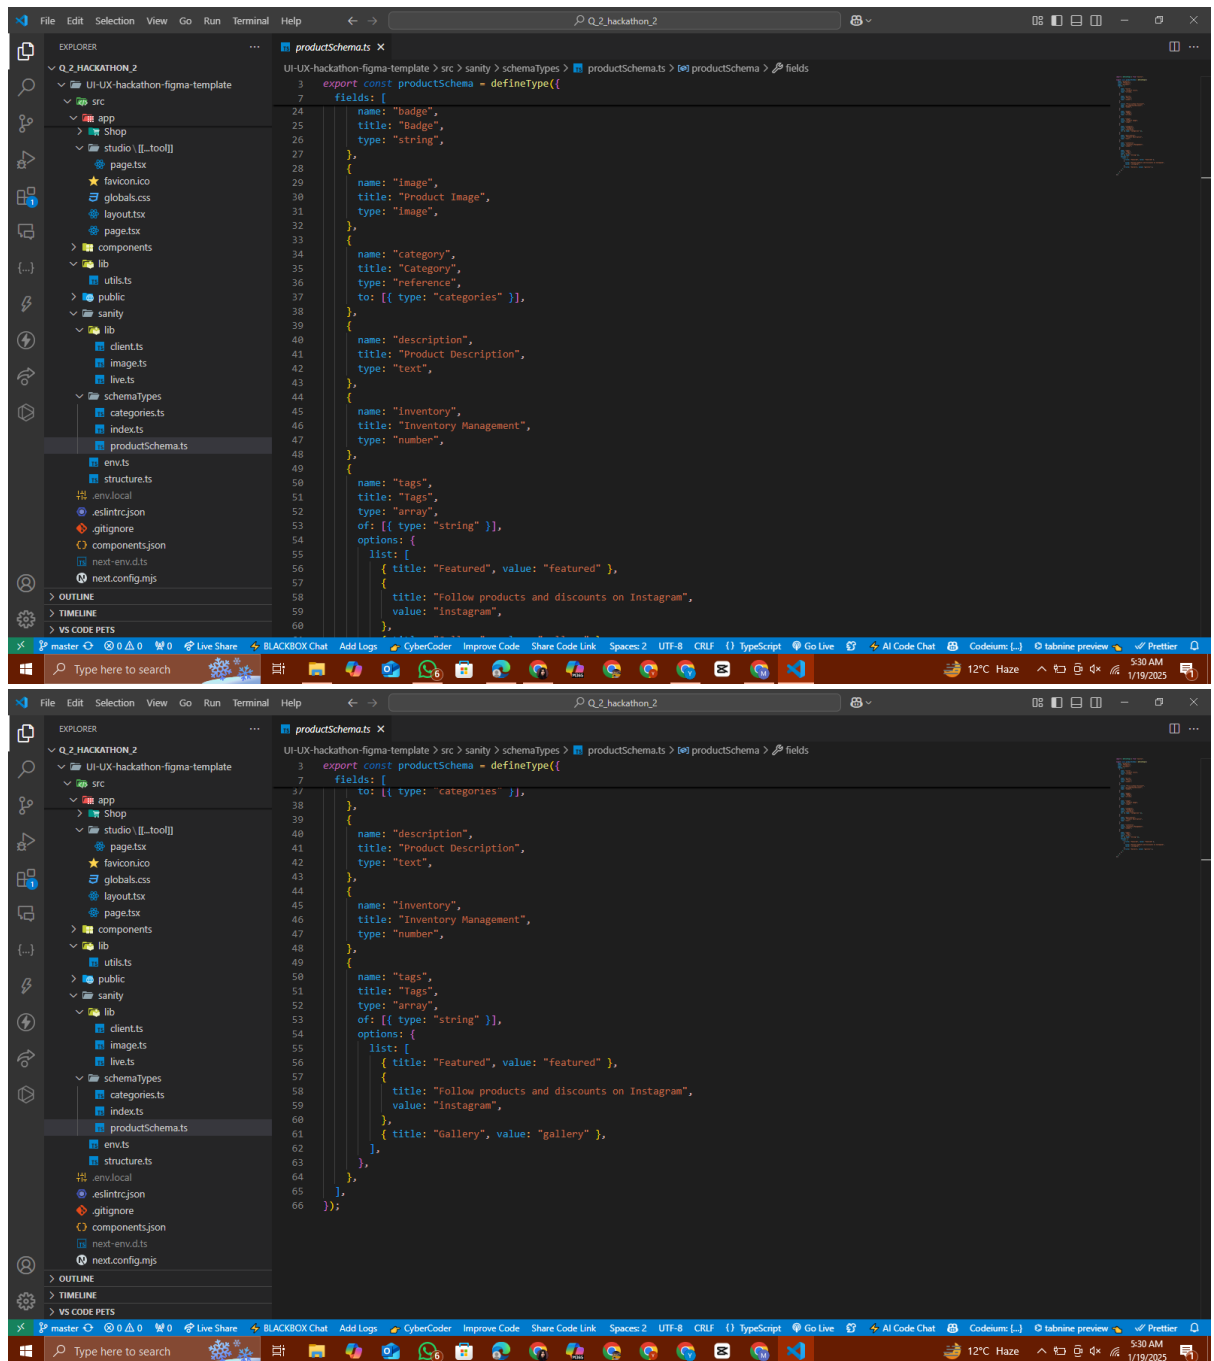 File Edit Selection View Go Run Terminal Help
Q_2_hackathon_2
EXPLORER
Q_2_HACKATHON_2
UI-UX-hackathon-figma-template
src
app
Shop
studio \ [[...tool]]
page.tsx
favicon.ico
globals.css
layout.tsx
page.tsx
components
lib
utils.ts
public
sanity
lib
client.ts
image.ts
live.ts
schemaTypes
categories.ts
index.ts
productSchema.ts
env.ts
structure.ts
.env.local
.eslintrc.json
.gitignore
components.json
next-env.d.ts
next.config.mjs
OUTLINE
TIMELINE
VS CODE PETS
productSchema.ts
UI-UX-hackathon-figma-template > src > sanity > schemaTypes > productSchema.ts > productSchema > fields
3 export const productSchema = defineType({
7 fields: [
24 name: "badge",
25 title: "Badge",
26 type: "string",
27 },
28 {
29 name: "image",
30 title: "Product Image",
31 type: "image",
32 },
33 {
34 name: "category",
35 title: "Category",
36 type: "reference",
37 to: [{ type: "categories" }],
38 },
39 {
40 name: "description",
41 title: "Product Description",
42 type: "text",
43 },
44 {
45 name: "inventory",
46 title: "Inventory Management",
47 type: "number",
48 },
49 {
50 name: "tags",
51 title: "Tags",
52 type: "array",
53 of: [{ type: "string" }],
54 options: {
55 list: [
56 { title: "Featured", value: "featured" },
57 {
58 title: "Follow products and discounts on Instagram",
59 value: "instagram",
60 },
master 0 0 0 Live Share BLACKBOX Chat Add Logs CyberCoder Improve Code Share Code Link Spaces: 2 UTF-8 CRLF {} TypeScript Go Live AI Code Chat Codeium: {...} tabnine preview Prettier
Type here to search
12°C Haze
5:30 AM
1/19/2025
File Edit Selection View Go Run Terminal Help
Q_2_hackathon_2
EXPLORER
Q_2_HACKATHON_2
UI-UX-hackathon-figma-template
src
app
Shop
studio \ [[...tool]]
page.tsx
favicon.ico
globals.css
layout.tsx
page.tsx
components
lib
utils.ts
public
sanity
lib
client.ts
image.ts
live.ts
schemaTypes
categories.ts
index.ts
productSchema.ts
env.ts
structure.ts
.env.local
.eslintrc.json
.gitignore
components.json
next-env.d.ts
next.config.mjs
OUTLINE
TIMELINE
VS CODE PETS
productSchema.ts
UI-UX-hackathon-figma-template > src > sanity > schemaTypes > productSchema.ts > productSchema > fields
3 export const productSchema = defineType({
7 fields: [
37 to: [{ type: "categories" }],
38 },
39 {
40 name: "description",
41 title: "Product Description",
42 type: "text",
43 },
44 {
45 name: "inventory",
46 title: "Inventory Management",
47 type: "number",
48 },
49 {
50 name: "tags",
51 title: "Tags",
52 type: "array",
53 of: [{ type: "string" }],
54 options: {
55 list: [
56 { title: "Featured", value: "featured" },
57 {
58 title: "Follow products and discounts on Instagram",
59 value: "instagram",
60 },
61 { title: "Gallery", value: "gallery" },
62 ],
63 },
64 },
65 ],
66 });
master 0 0 0 Live Share BLACKBOX Chat Add Logs CyberCoder Improve Code Share Code Link Spaces: 2 UTF-8 CRLF {} TypeScript Go Live AI Code Chat Codeium: {...} tabnine preview Prettier
Type here to search
12°C Haze
5:30 AM
1/19/2025